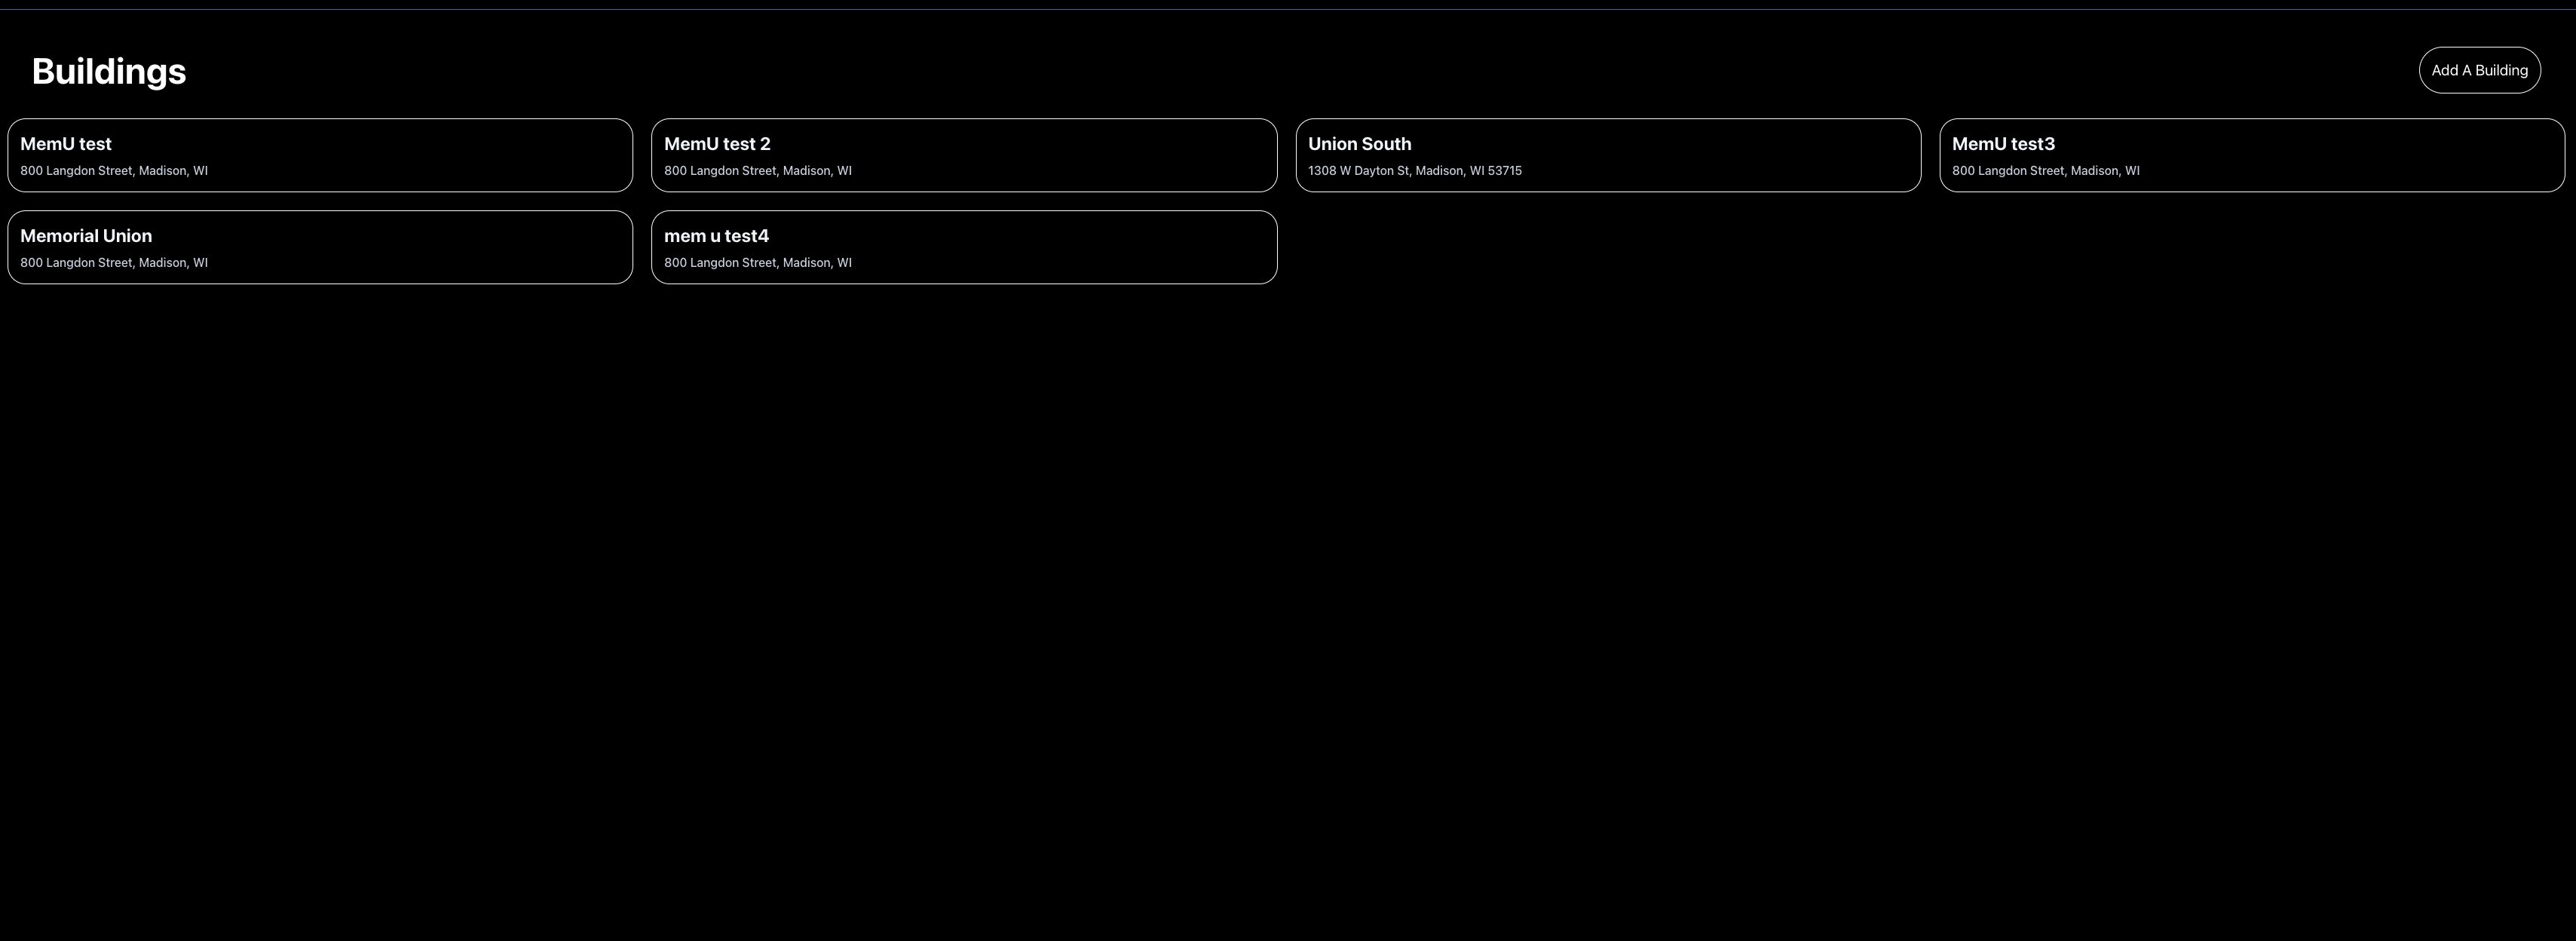 Buildings
Add A Building
MemU test
800 Langdon Street, Madison, WI
MemU test 2
800 Langdon Street, Madison, WI
Union South
1308 W Dayton St, Madison, WI 53715
MemU test3
800 Langdon Street, Madison, WI
Memorial Union
800 Langdon Street, Madison, WI
mem u test4
800 Langdon Street, Madison, WI